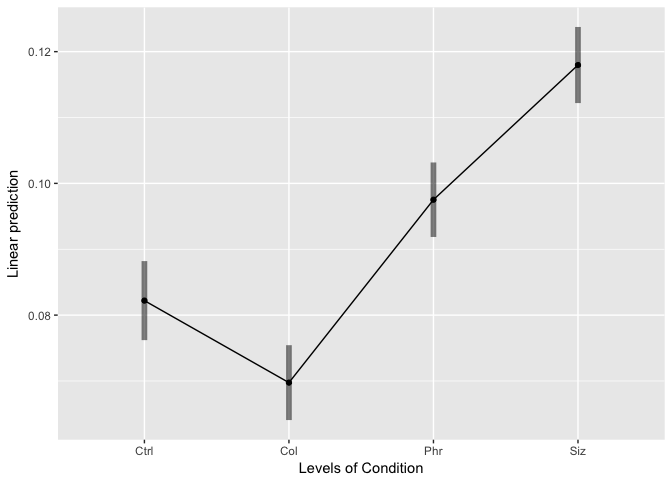 0.12
0.10
0.08
Linear prediction
Ctrl Col Phr Siz
Levels of Condition